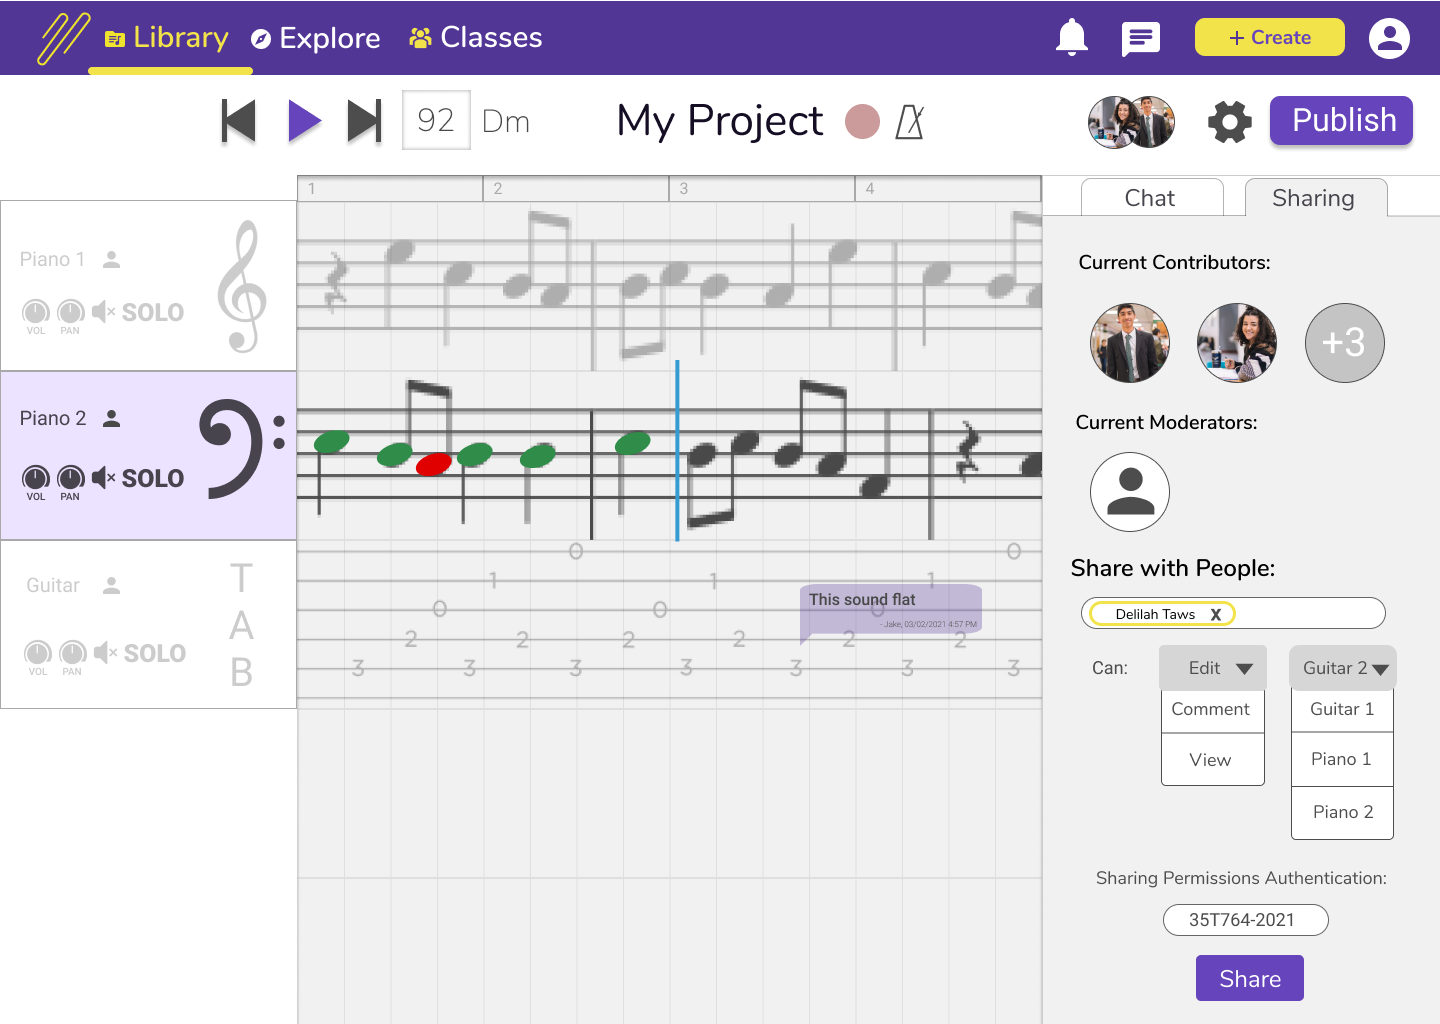 Library Explore Classes + Create
92 Dm My Project Publish
1 2 3 4
Chat Sharing
Piano 1
VOL PAN SOLO
Piano 2
VOL PAN SOLO
Guitar
VOL PAN SOLO
T
A
B
0 0
1 1 1
0 0 0
2 2 2 2 2 2
3 3 3 3 3 3 3
This sound flat
- Jake, 03/02/2021 4:57 PM
Current Contributors:
+3
Current Moderators:
Share with People:
Delilah Taws X
Can: Edit Guitar 2
Comment Guitar 1
View Piano 1
Piano 2
Sharing Permissions Authentication:
35T764-2021
Share